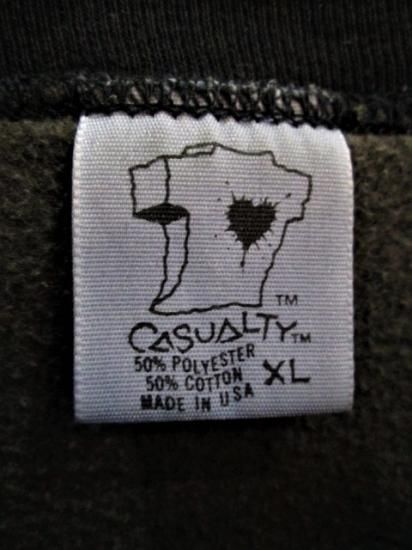 TM
CASUALTY TM
50% POLYESTER
50% COTTON XL
MADE IN USA